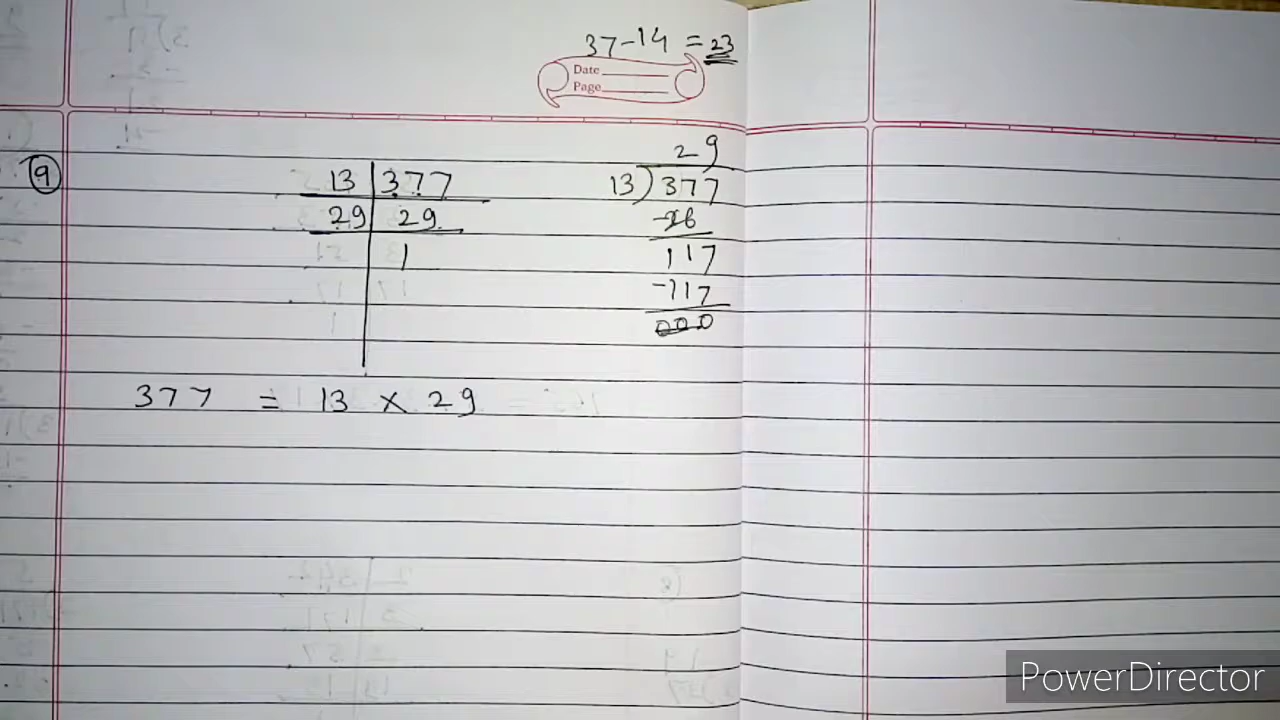 37-14 = 23
Date
Page
9
13 377
29 29
1
29
13)377
-26
117
-117
000
377 = 13 × 29
PowerDirector